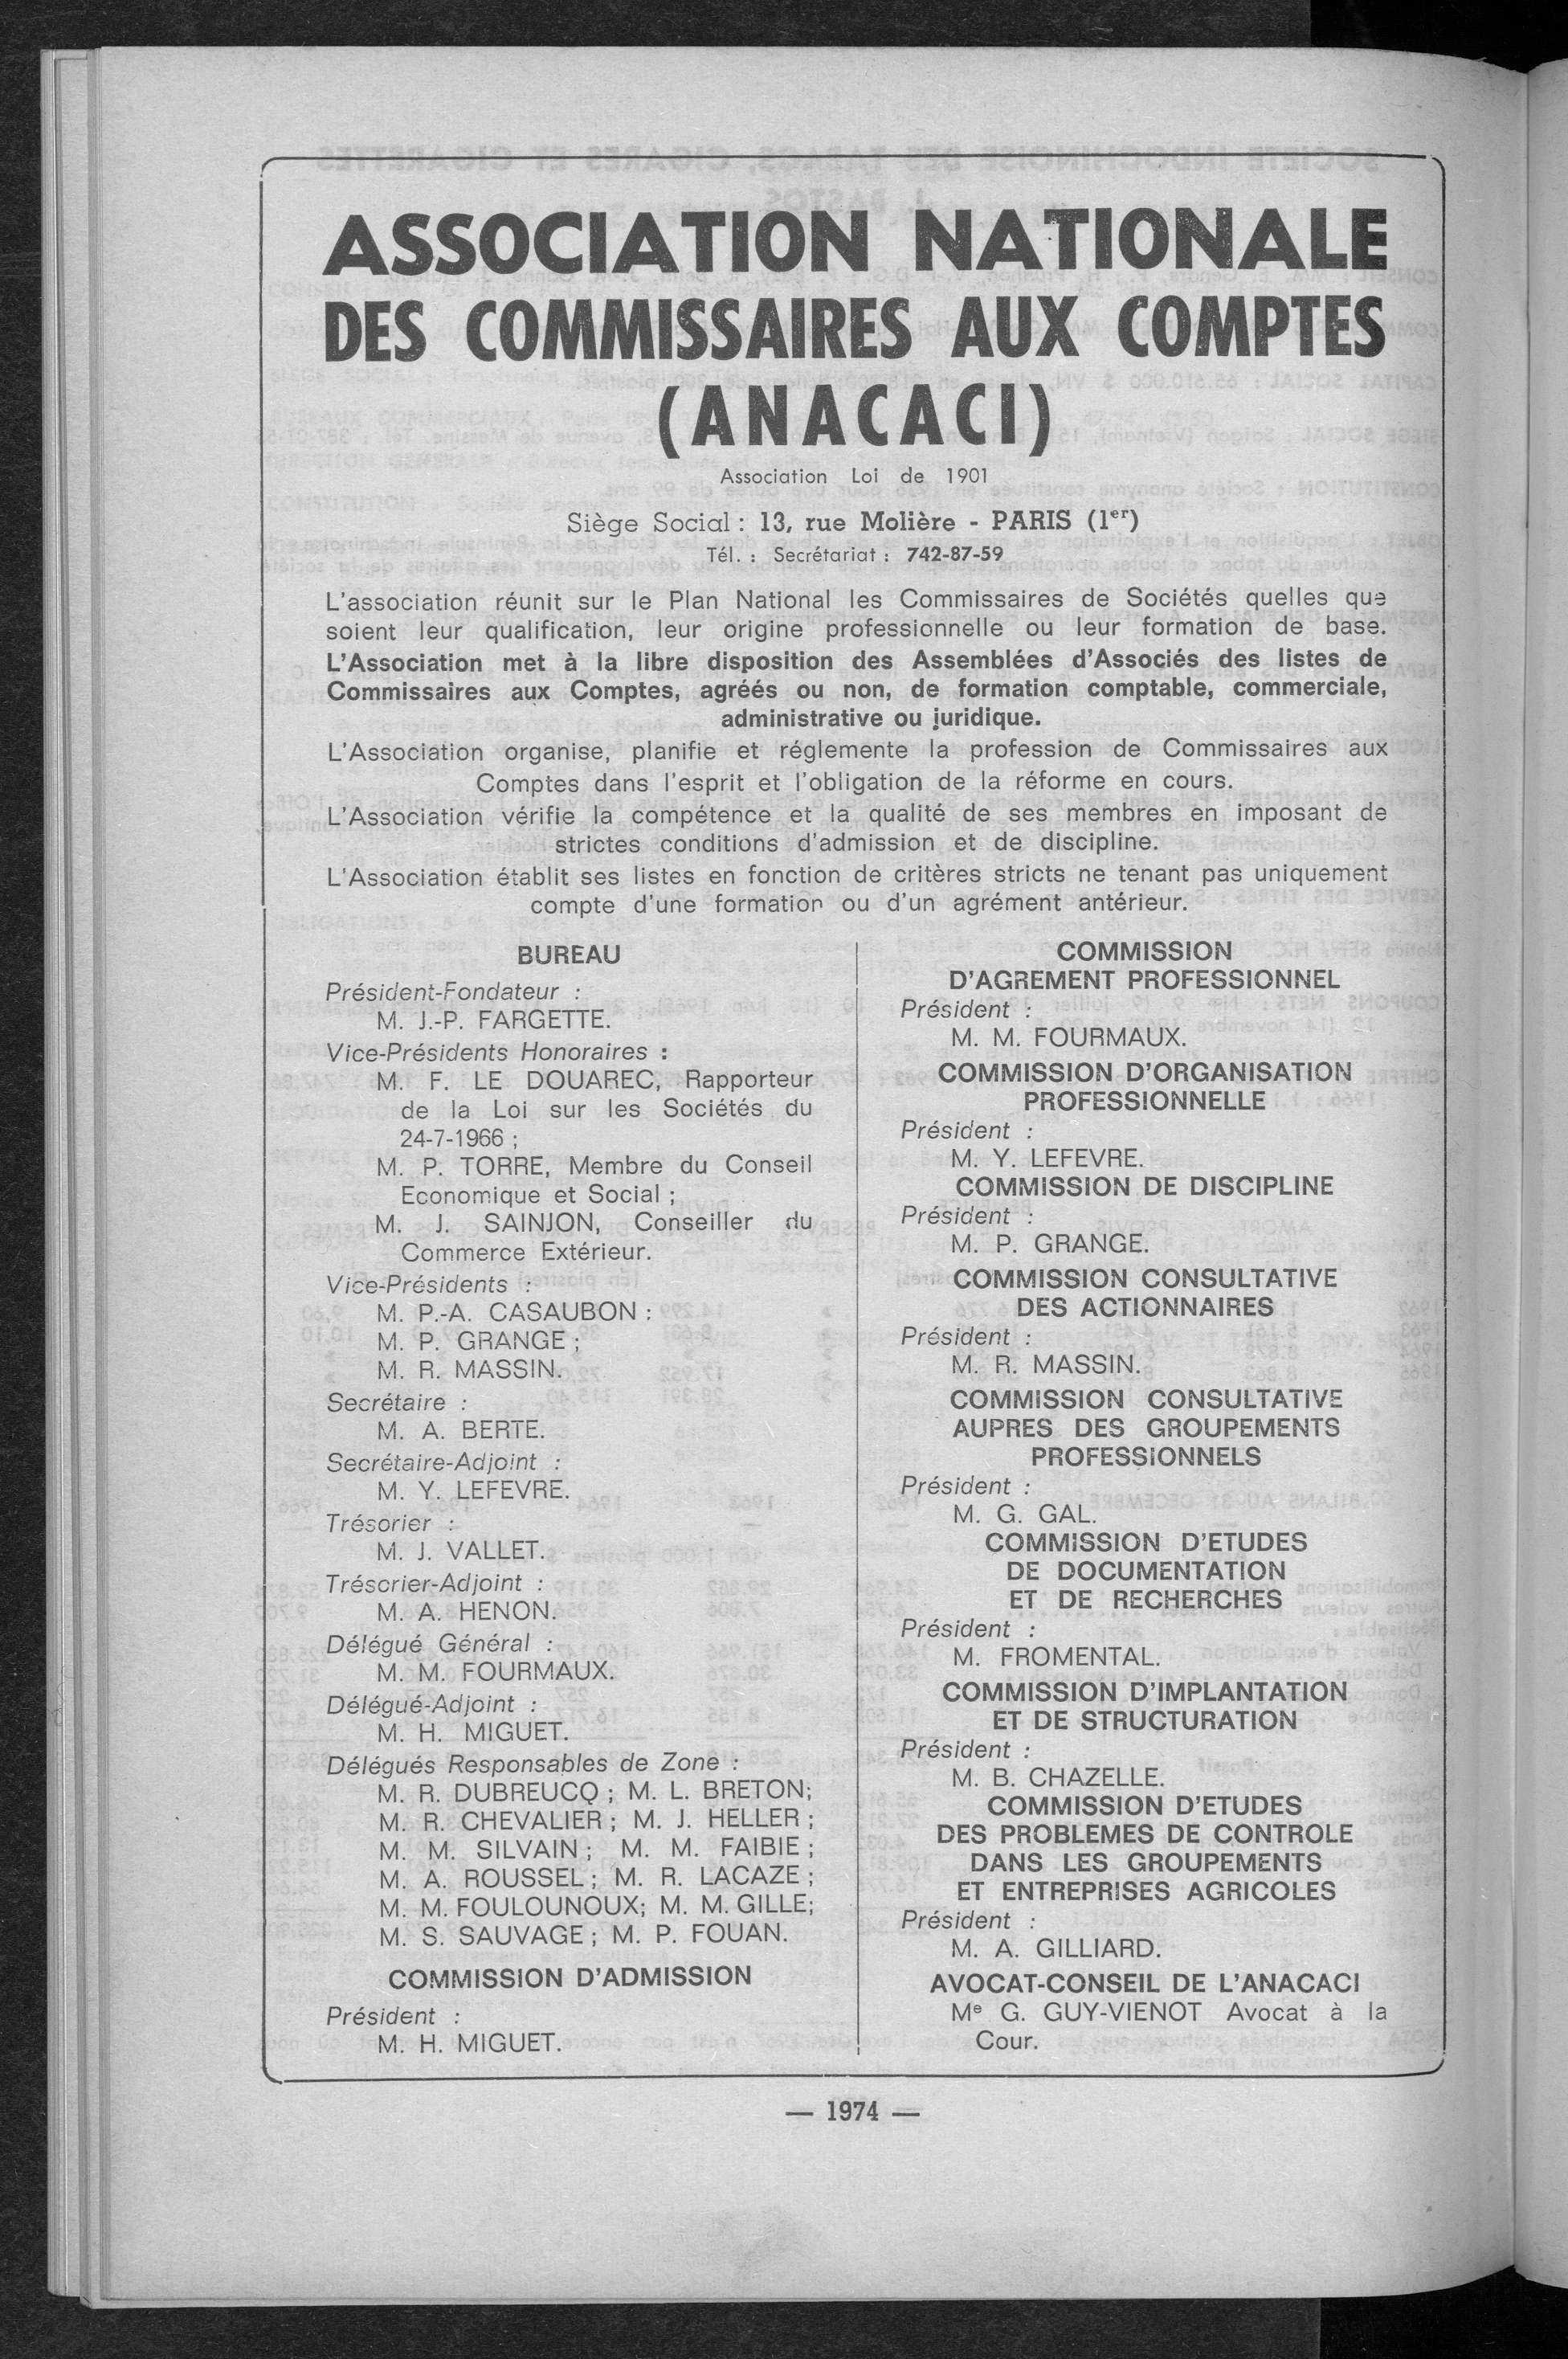 ASSOCIATION NATIONALE
DES COMMISSAIRES AUX COMPTES
(ANACACI)
Association Loi de 1901
Siège Social : 13, rue Molière - PARIS (1er)
Tél. : Secrétariat : 742-87-59
L'association réunit sur le Plan National les Commissaires de Sociétés quelles que
soient leur qualification, leur origine professionnelle ou leur formation de base.
L'Association met à la libre disposition des Assemblées d'Associés des listes de
Commissaires aux Comptes, agréés ou non, de formation comptable, commerciale,
administrative ou juridique.
L'Association organise, planifie et réglemente la profession de Commissaires aux
Comptes dans l'esprit et l'obligation de la réforme en cours.
L'Association vérifie la compétence et la qualité de ses membres en imposant de
strictes conditions d'admission et de discipline.
L'Association établit ses listes en fonction de critères stricts ne tenant pas uniquement
compte d'une formation ou d'un agrément antérieur.
BUREAU
Président-Fondateur :
M. J.-P. FARGETTE.
Vice-Présidents Honoraires :
M. F. LE DOUAREC, Rapporteur
de la Loi sur les Sociétés du
24-7-1966 ;
M. P. TORRE, Membre du Conseil
Economique et Social ;
M. J. SAINJON, Conseiller du
Commerce Extérieur.
Vice-Présidents :
M. P.-A. CASAUBON :
M. P. GRANGE ;
M. R. MASSIN.
Secrétaire :
M. A. BERTE.
Secrétaire-Adjoint :
M. Y. LEFEVRE.
Trésorier :
M. J. VALLET.
Tréscrier-Adjoint :
M. A. HENON.
Délégué Général :
M. M. FOURMAUX.
Délégué-Adjoint :
M. H. MIGUET.
Délégués Responsables de Zone :
M. R. DUBREUCQ ; M. L. BRETON;
M. R. CHEVALIER ; M. J. HELLER ;
M. M. SILVAIN ; M. M. FAIBIE ;
M. A. ROUSSEL ; M. R. LACAZE ;
M. M. FOULOUNOUX; M. M. GILLE;
M. S. SAUVAGE ; M. P. FOUAN.
COMMISSION D'ADMISSION
Président :
M. H. MIGUET.
COMMISSION
D'AGREMENT PROFESSIONNEL
Président :
M. M. FOURMAUX.
COMMISSION D'ORGANISATION
PROFESSIONNELLE
Président :
M. Y. LEFEVRE.
COMMISSION DE DISCIPLINE
Président :
M. P. GRANGE.
COMMISSION CONSULTATIVE
DES ACTIONNAIRES
Président :
M. R. MASSIN.
COMMISSION CONSULTATIVE
AUPRES DES GROUPEMENTS
PROFESSIONNELS
Président :
M. G. GAL.
COMMISSION D'ETUDES
DE DOCUMENTATION
ET DE RECHERCHES
Président :
M. FROMENTAL.
COMMISSION D'IMPLANTATION
ET DE STRUCTURATION
Président :
M. B. CHAZELLE.
COMMISSION D'ETUDES
DES PROBLEMES DE CONTROLE
DANS LES GROUPEMENTS
ET ENTREPRISES AGRICOLES
Président :
M. A. GILLIARD.
AVOCAT-CONSEIL DE L'ANACACI
Me G. GUY-VIENOT Avocat à la
Cour.
— 1974 —